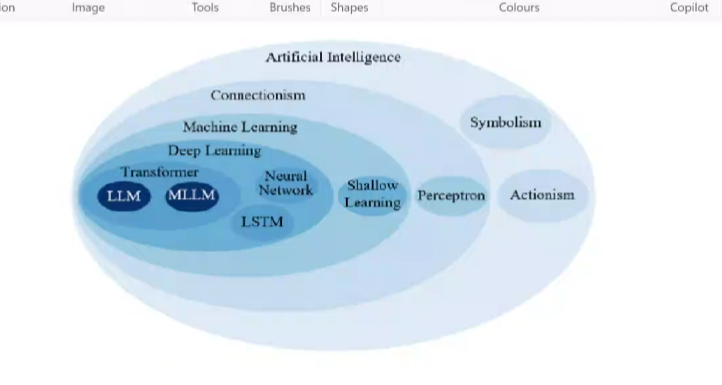 ion Image Tools Brushes Shapes Colours Copilot
Artificial Intelligence
Connectionism
Symbolism
Machine Learning
Deep Learning
Transformer
Neural
Network
LLM
MLLM
Shallow
Learning
Perceptron
Actionism
LSTM